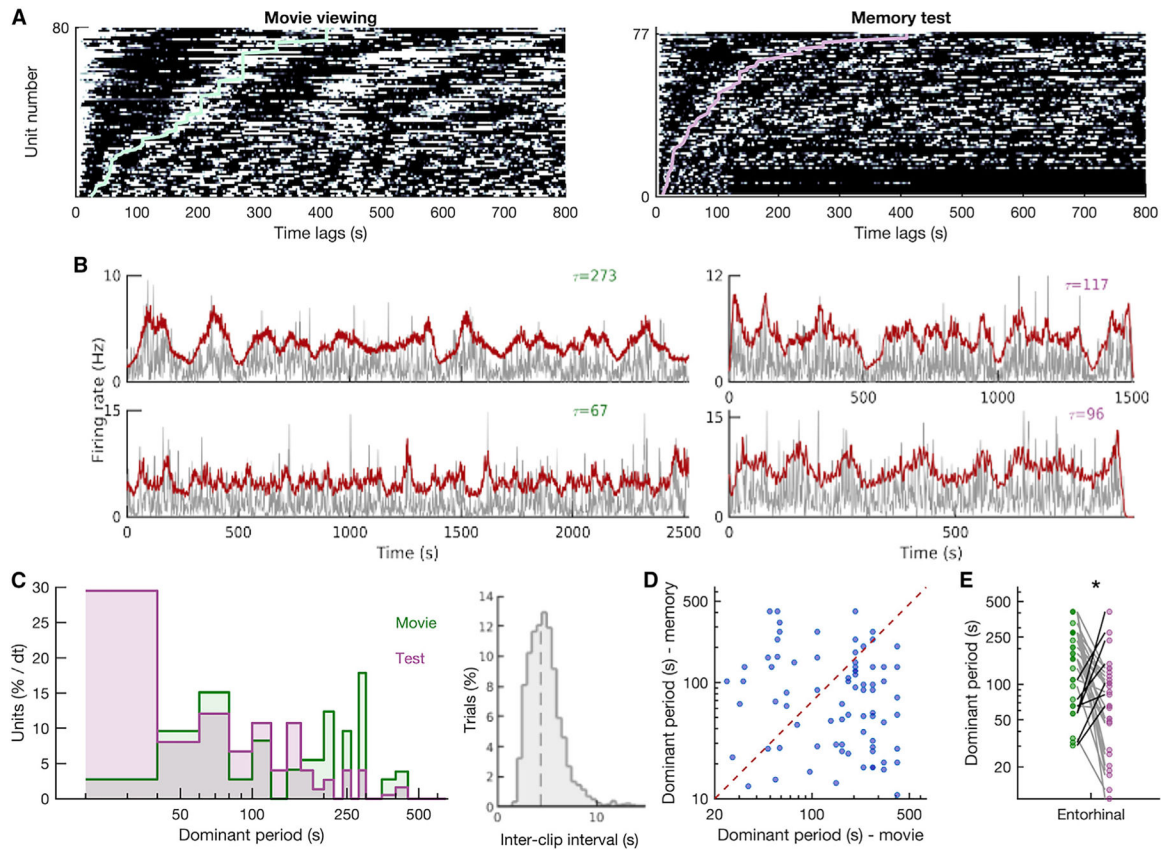 A
Movie viewing
Memory test
80
Unit number
0
0 100 200 300 400 500 600 700 800
Time lags (s)
77
0
0 100 200 300 400 500 600 700 800
Time lags (s)
B
Firing rate (Hz)
10
0
τ=273
12
0
τ=117
0 500 1000 1500
15
0
τ=67
0 500 1000 1500 2000 2500
Time (s)
15
0
τ=96
0 500
Time (s)
C
Units (% / dt)
30
25
20
15
10
5
0
Movie
Test
50 100 250 500
Dominant period (s)
Trials (%)
14
12
10
8
6
4
2
0
0 10
Inter-clip interval (s)
D
Dominant period (s) - memory
500
100
10
20 100 500
Dominant period (s) - movie
E
*
Dominant period (s)
500
250
100
50
20
Entorhinal